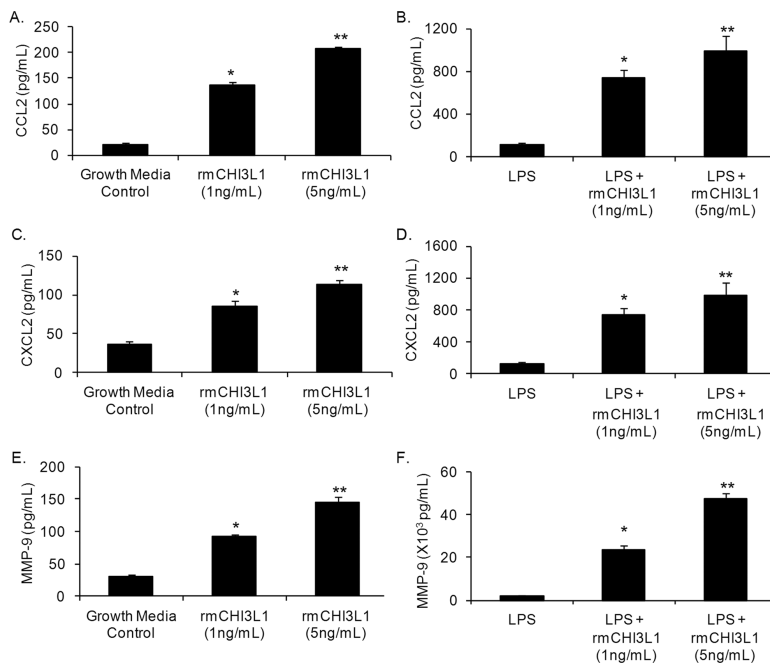 A.
CCL2 (pg/mL)
250
200
150
100
50
0
*
**
Growth Media
Control
rmCHI3L1
(1ng/mL)
rmCHI3L1
(5ng/mL)
B.
CCL2 (pg/mL)
1200
800
400
0
*
**
LPS
LPS +
rmCHI3L1
(1ng/mL)
LPS +
rmCHI3L1
(5ng/mL)
C.
CXCL2 (pg/mL)
150
100
50
0
*
**
Growth Media
Control
rmCHI3L1
(1ng/mL)
rmCHI3L1
(5ng/mL)
D.
CXCL2 (pg/mL)
1600
1200
800
400
0
*
**
LPS
LPS +
rmCHI3L1
(1ng/mL)
LPS +
rmCHI3L1
(5ng/mL)
E.
MMP-9 (pg/mL)
200
150
100
50
0
*
**
Growth Media
Control
rmCHI3L1
(1ng/mL)
rmCHI3L1
(5ng/mL)
F.
MMP-9 (X10³ pg/mL)
60
40
20
0
*
**
LPS
LPS +
rmCHI3L1
(1ng/mL)
LPS +
rmCHI3L1
(5ng/mL)